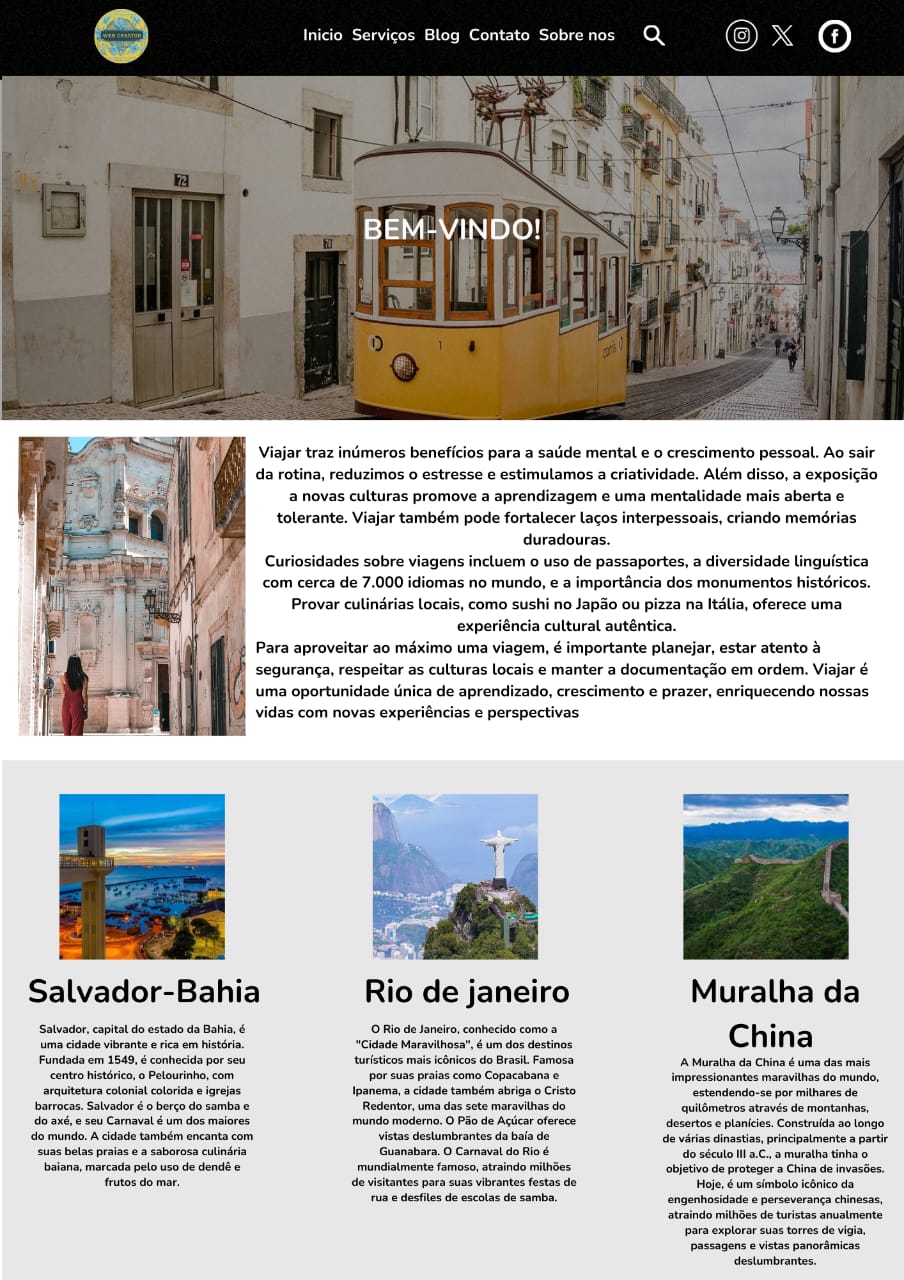 WEB CREATOR
Inicio Serviços Blog Contato Sobre nos
72
BEM-VINDO!
1
Viajar traz inúmeros benefícios para a saúde mental e o crescimento pessoal. Ao sair
da rotina, reduzimos o estresse e estimulamos a criatividade. Além disso, a exposição
a novas culturas promove a aprendizagem e uma mentalidade mais aberta e
tolerante. Viajar também pode fortalecer laços interpessoais, criando memórias
duradouras.
Curiosidades sobre viagens incluem o uso de passaportes, a diversidade linguística
com cerca de 7.000 idiomas no mundo, e a importância dos monumentos históricos.
Provar culinárias locais, como sushi no Japão ou pizza na Itália, oferece uma
experiência cultural autêntica.
Para aproveitar ao máximo uma viagem, é importante planejar, estar atento à
segurança, respeitar as culturas locais e manter a documentação em ordem. Viajar é
uma oportunidade única de aprendizado, crescimento e prazer, enriquecendo nossas
vidas com novas experiências e perspectivas
Salvador-Bahia
Salvador, capital do estado da Bahia, é
uma cidade vibrante e rica em história.
Fundada em 1549, é conhecida por seu
centro histórico, o Pelourinho, com
arquitetura colonial colorida e igrejas
barrocas. Salvador é o berço do samba e
do axé, e seu Carnaval é um dos maiores
do mundo. A cidade também encanta com
suas belas praias e a saborosa culinária
baiana, marcada pelo uso de dendê e
frutos do mar.
Rio de janeiro
O Rio de Janeiro, conhecido como a
"Cidade Maravilhosa", é um dos destinos
turísticos mais icônicos do Brasil. Famosa
por suas praias como Copacabana e
Ipanema, a cidade também abriga o Cristo
Redentor, uma das sete maravilhas do
mundo moderno. O Pão de Açúcar oferece
vistas deslumbrantes da baía de
Guanabara. O Carnaval do Rio é
mundialmente famoso, atraindo milhões
de visitantes para suas vibrantes festas de
rua e desfiles de escolas de samba.
Muralha da
China
A Muralha da China é uma das mais
impressionantes maravilhas do mundo,
estendendo-se por milhares de
quilômetros através de montanhas,
desertos e planícies. Construída ao longo
de várias dinastias, principalmente a partir
do século III a.C., a muralha tinha o
objetivo de proteger a China de invasões.
Hoje, é um símbolo icônico da
engenhosidade e perseverança chinesas,
atraindo milhões de turistas anualmente
para explorar suas torres de vigia,
passagens e vistas panorâmicas
deslumbrantes.